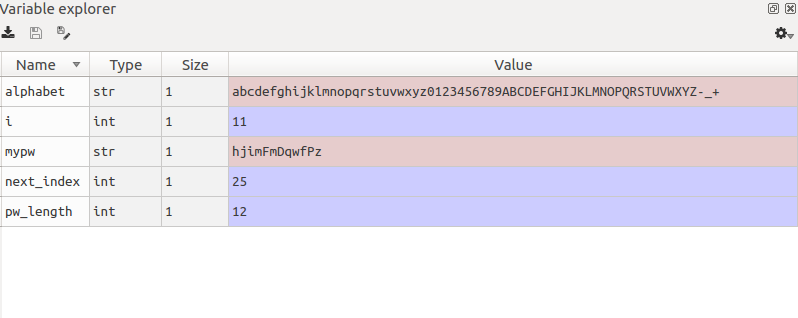 Variable explorer
Name Type Size Value
alphabet str 1 abcdefghijklmnopqrstuvwxyz0123456789ABCDEFGHIJKLMNOPQRSTUVWXYZ-_+
i int 1 11
mypw str 1 hjimFmDqwfPz
next_index int 1 25
pw_length int 1 12